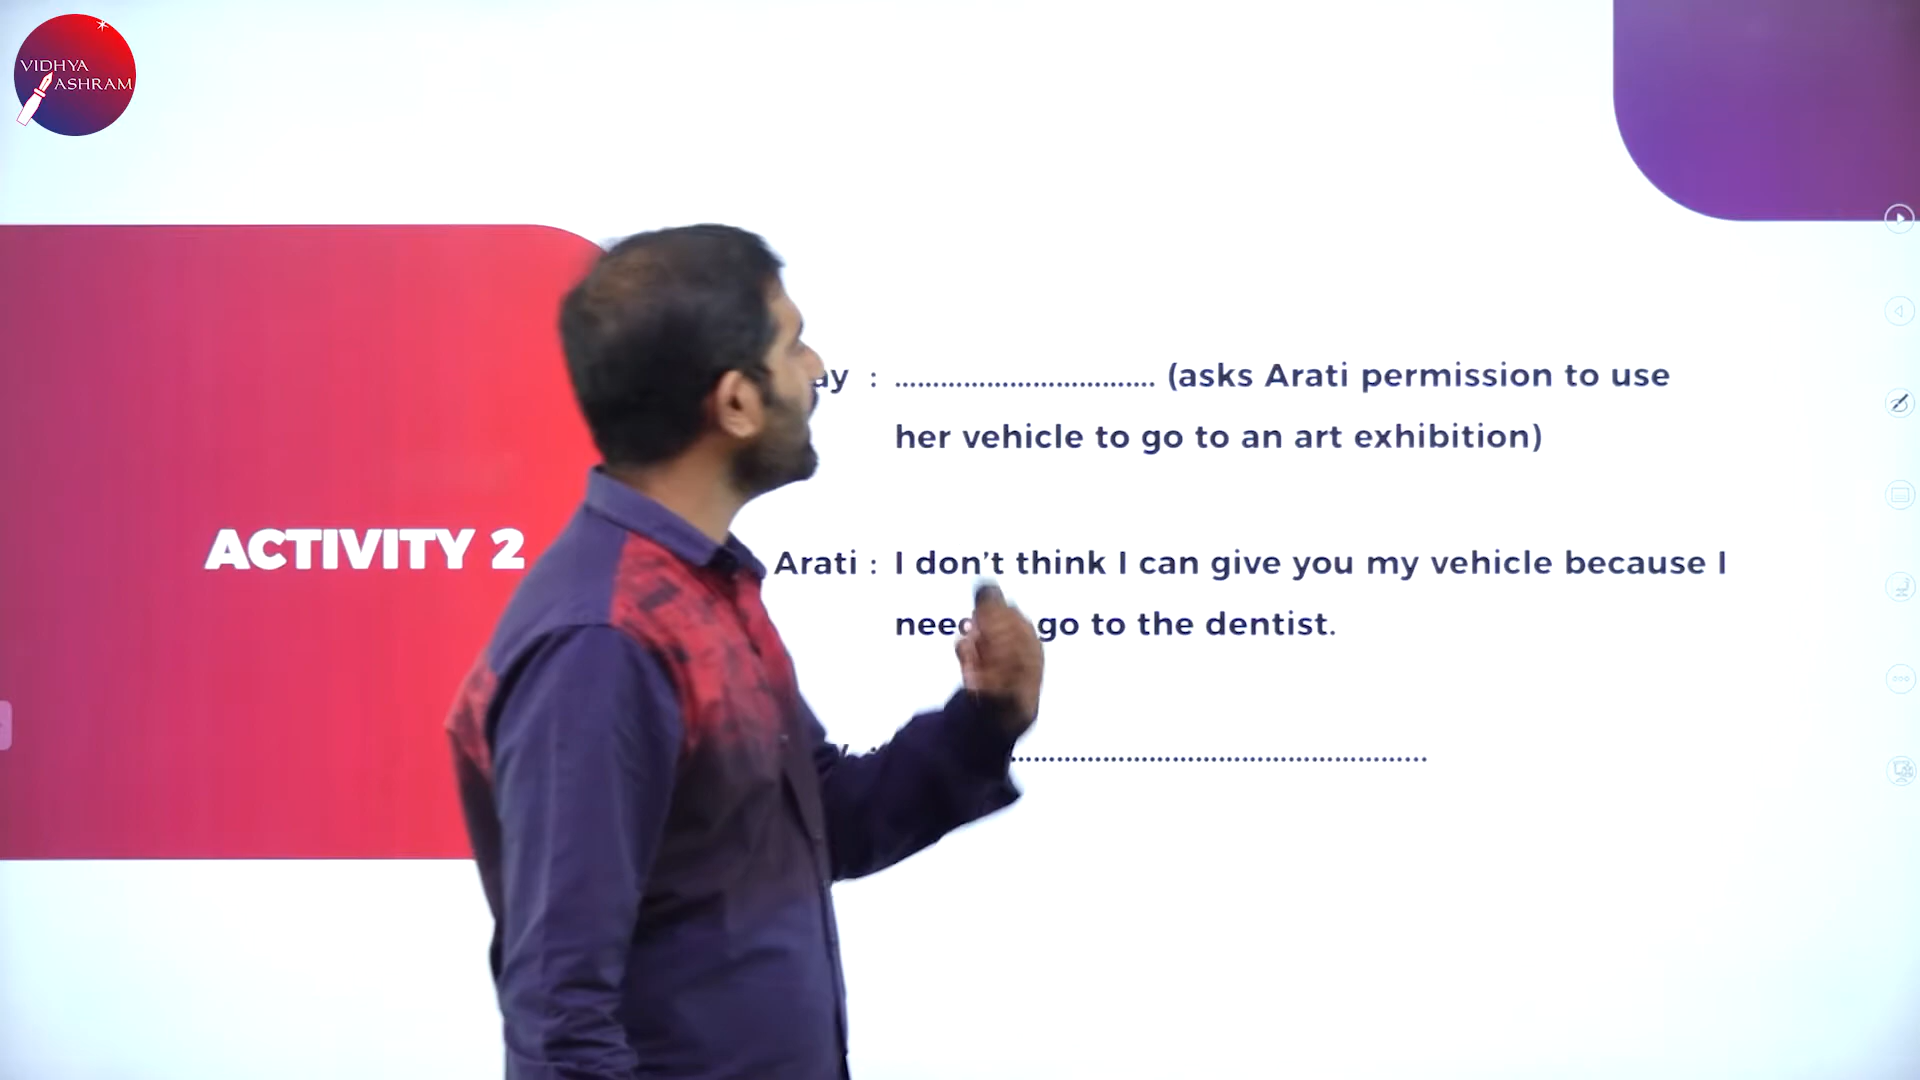 VIDHYA
ASHRAM
ACTIVITY 2
: .................................. (asks Arati permission to use
her vehicle to go to an art exhibition)
Arati : I don't think I can give you my vehicle because I
go to the dentist.
......................................................